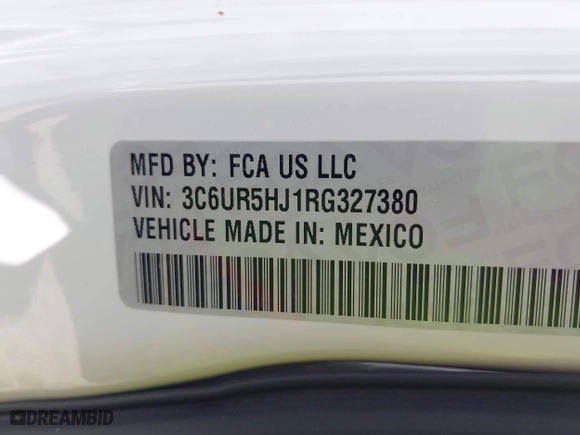 MFD BY: FCA US LLC
VIN: 3C6UR5HJ1RG327380
VEHICLE MADE IN: MEXICO
DREAMBID